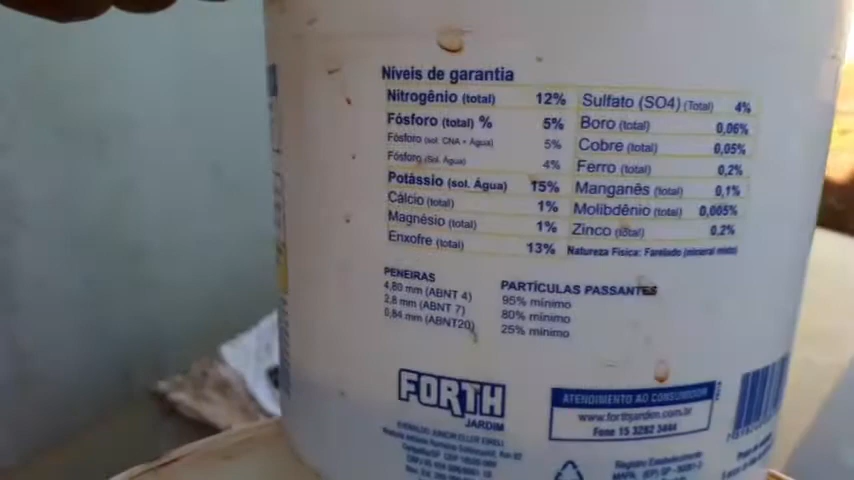 Níveis de garantia
Nitrogênio (total) 12%
Fósforo (total) % 5%
Fósforo (sol. CNA + Água) 5%
Fósforo (Sol. Água) 4%
Potássio (sol. Água) 15%
Cálcio (total) 1%
Magnésio (total) 1%
Enxofre (total) 13%
Sulfato (SO4) (Total) 4%
Boro (total) 0,06%
Cobre (total) 0,05%
Ferro (total) 0,2%
Manganês (total) 0,1%
Molibdênio (total) 0,005%
Zinco (total) 0,2%
Natureza Física: Farelado (mineral misto)
PENEIRAS PARTÍCULAS PASSANTES
4,80 mm (ABNT 4) 95% mínimo
2,8 mm (ABNT 7) 80% mínimo
0,84 mm (ABNT20) 25% mínimo
FORTH
JARDIM
ATENDIMENTO AO CONSUMIDOR
www.forthjardim.com.br
Fone 15 3282 3444